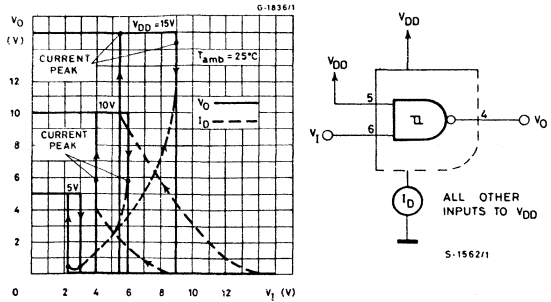 G-1836/1
VO
(V)
VDD=15V
CURRENT
PEAK
Tamb=25°C
VO
ID
12
10
10V
CURRENT
PEAK
8
6
5V
4
2
0
2
4
6
8
10
12
VI (V)
VDD
VDD
5
4
VO
VI
6
ID
ALL OTHER
INPUTS TO VDD
S-1562/1